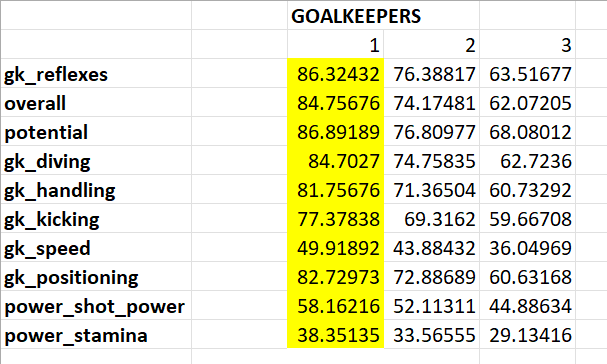 GOALKEEPERS
1 2 3
gk_reflexes 86.32432 76.38817 63.51677
overall 84.75676 74.17481 62.07205
potential 86.89189 76.80977 68.08012
gk_diving 84.7027 74.75835 62.7236
gk_handling 81.75676 71.36504 60.73292
gk_kicking 77.37838 69.3162 59.66708
gk_speed 49.91892 43.88432 36.04969
gk_positioning 82.72973 72.88689 60.63168
power_shot_power 58.16216 52.11311 44.88634
power_stamina 38.35135 33.56555 29.13416